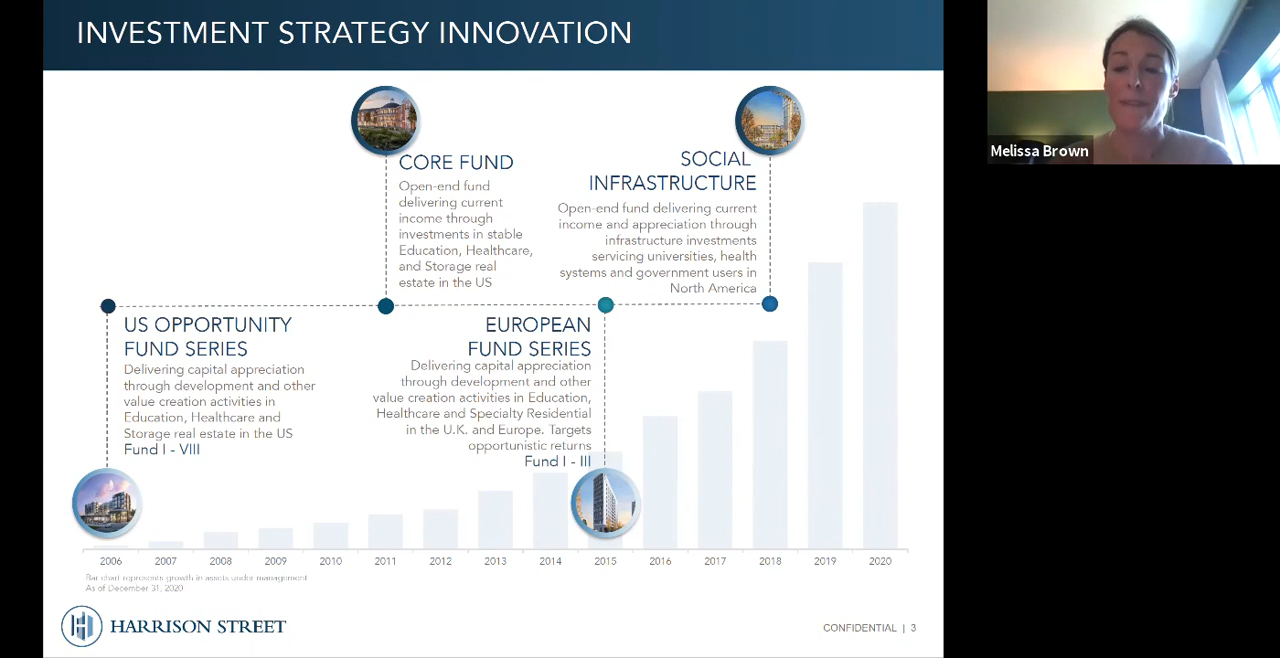 INVESTMENT STRATEGY INNOVATION
Melissa Brown
CORE FUND
Open-end fund
delivering current
income through
investments in stable
Education, Healthcare,
and Storage real
estate in the US
SOCIAL
INFRASTRUCTURE
Open-end fund delivering current
income and appreciation through
infrastructure investments
servicing universities, health
systems and government users in
North America
US OPPORTUNITY
FUND SERIES
Delivering capital appreciation
through development and other
value creation activities in
Education, Healthcare and
Storage real estate in the US
Fund I - VIII
EUROPEAN
FUND SERIES
Delivering capital appreciation
through development and other
value creation activities in Education,
Healthcare and Specialty Residential
in the U.K. and Europe. Targets
opportunistic returns
Fund I - III
2006 2007 2008 2009 2010 2011 2012 2013 2014 2015 2016 2017 2018 2019 2020
Bar chart represents growth in assets under management
As of December 31, 2020
HARRISON STREET
CONFIDENTIAL | 3